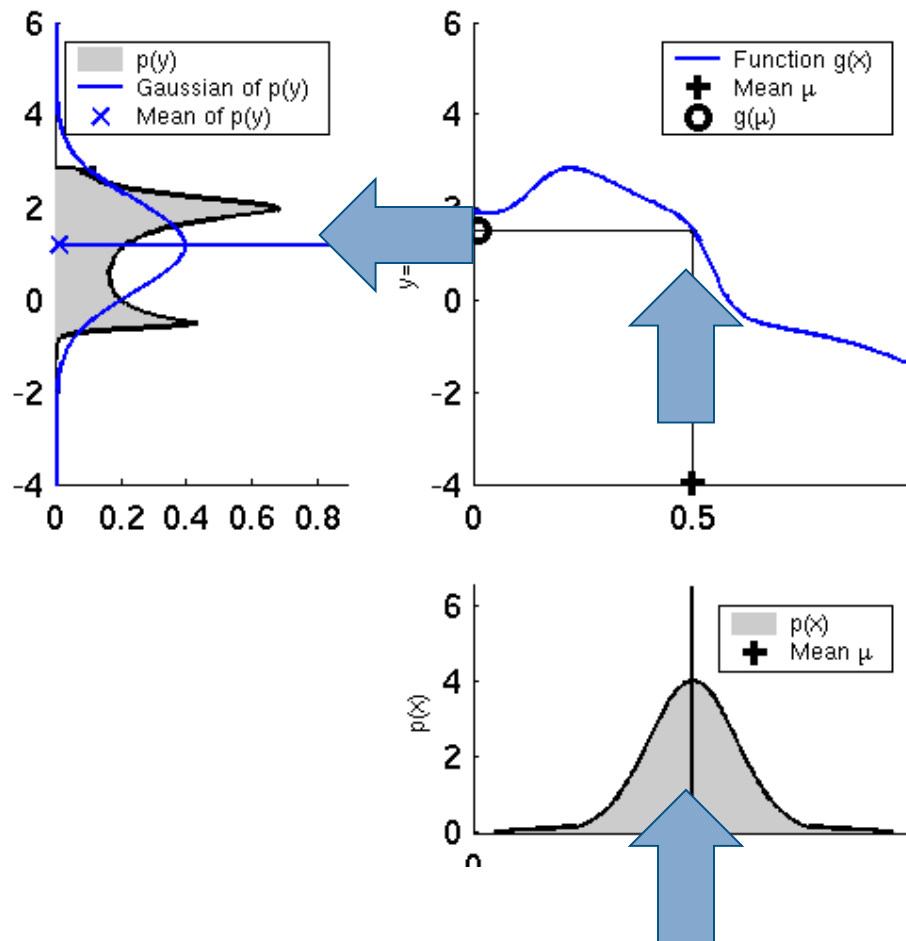 6
4
2
0
-2
-4
0 0.2 0.4 0.6 0.8
p(y)
Gaussian of p(y)
Mean of p(y)
6
4
2
0
-2
-4
y=
0 0.5
Function g(x)
Mean μ
g(μ)
6
4
2
0
p(x)
0
p(x)
Mean μ